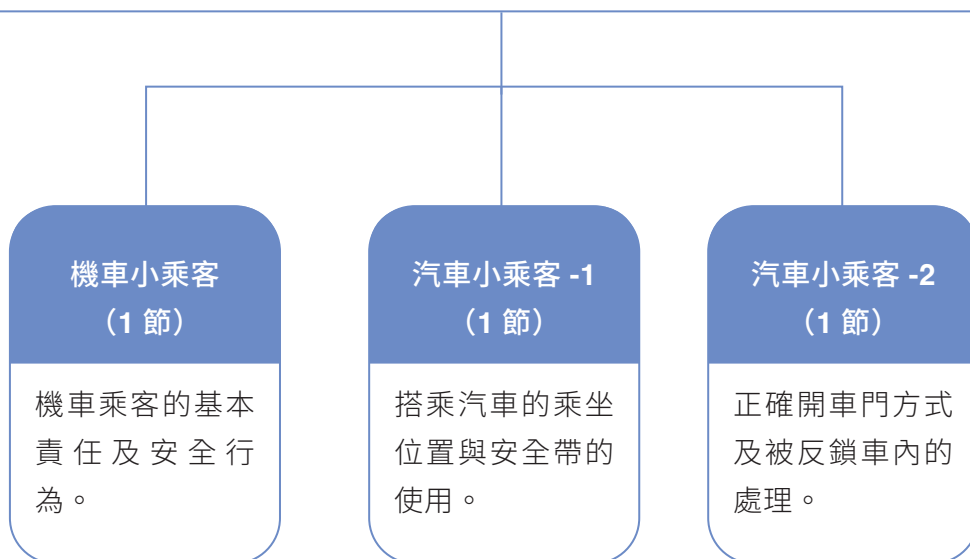 機車小乘客
（1 節）
機車乘客的基本
責任及安全行
為。
汽車小乘客 -1
（1 節）
搭乘汽車的乘坐
位置與安全帶的
使用。
汽車小乘客 -2
（1 節）
正確開車門方式
及被反鎖車內的
處理。